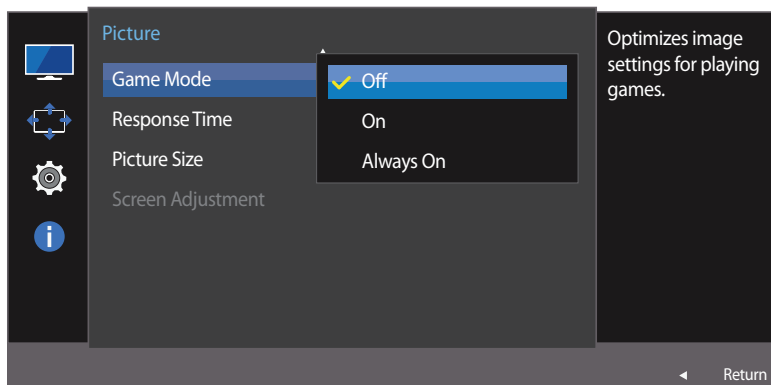 Picture
Game Mode
Response Time
Picture Size
Screen Adjustment
Off
On
Always On
Optimizes image
settings for playing
games.
Return